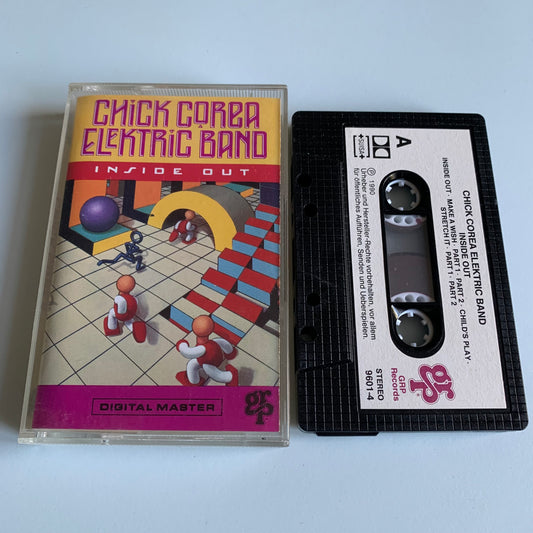 CHICK COREA
ELEKTRIC BAND
INSIDE OUT
DIGITAL MASTER
grp
A
SUISA
℗ 1990
Urheber und Hersteller-Rechte vorbehalten, vor allem
für öffentliches Aufführen, Senden und Ueberspielen.
CHICK COREA ELEKTRIC BAND
INSIDE OUT
INSIDE OUT · MAKE A WISH · PART 1 · PART 2 · CHILD'S PLAY ·
STRETCH IT · PART 1 · PART 2
grp
GRP
Records
STEREO
9601-4